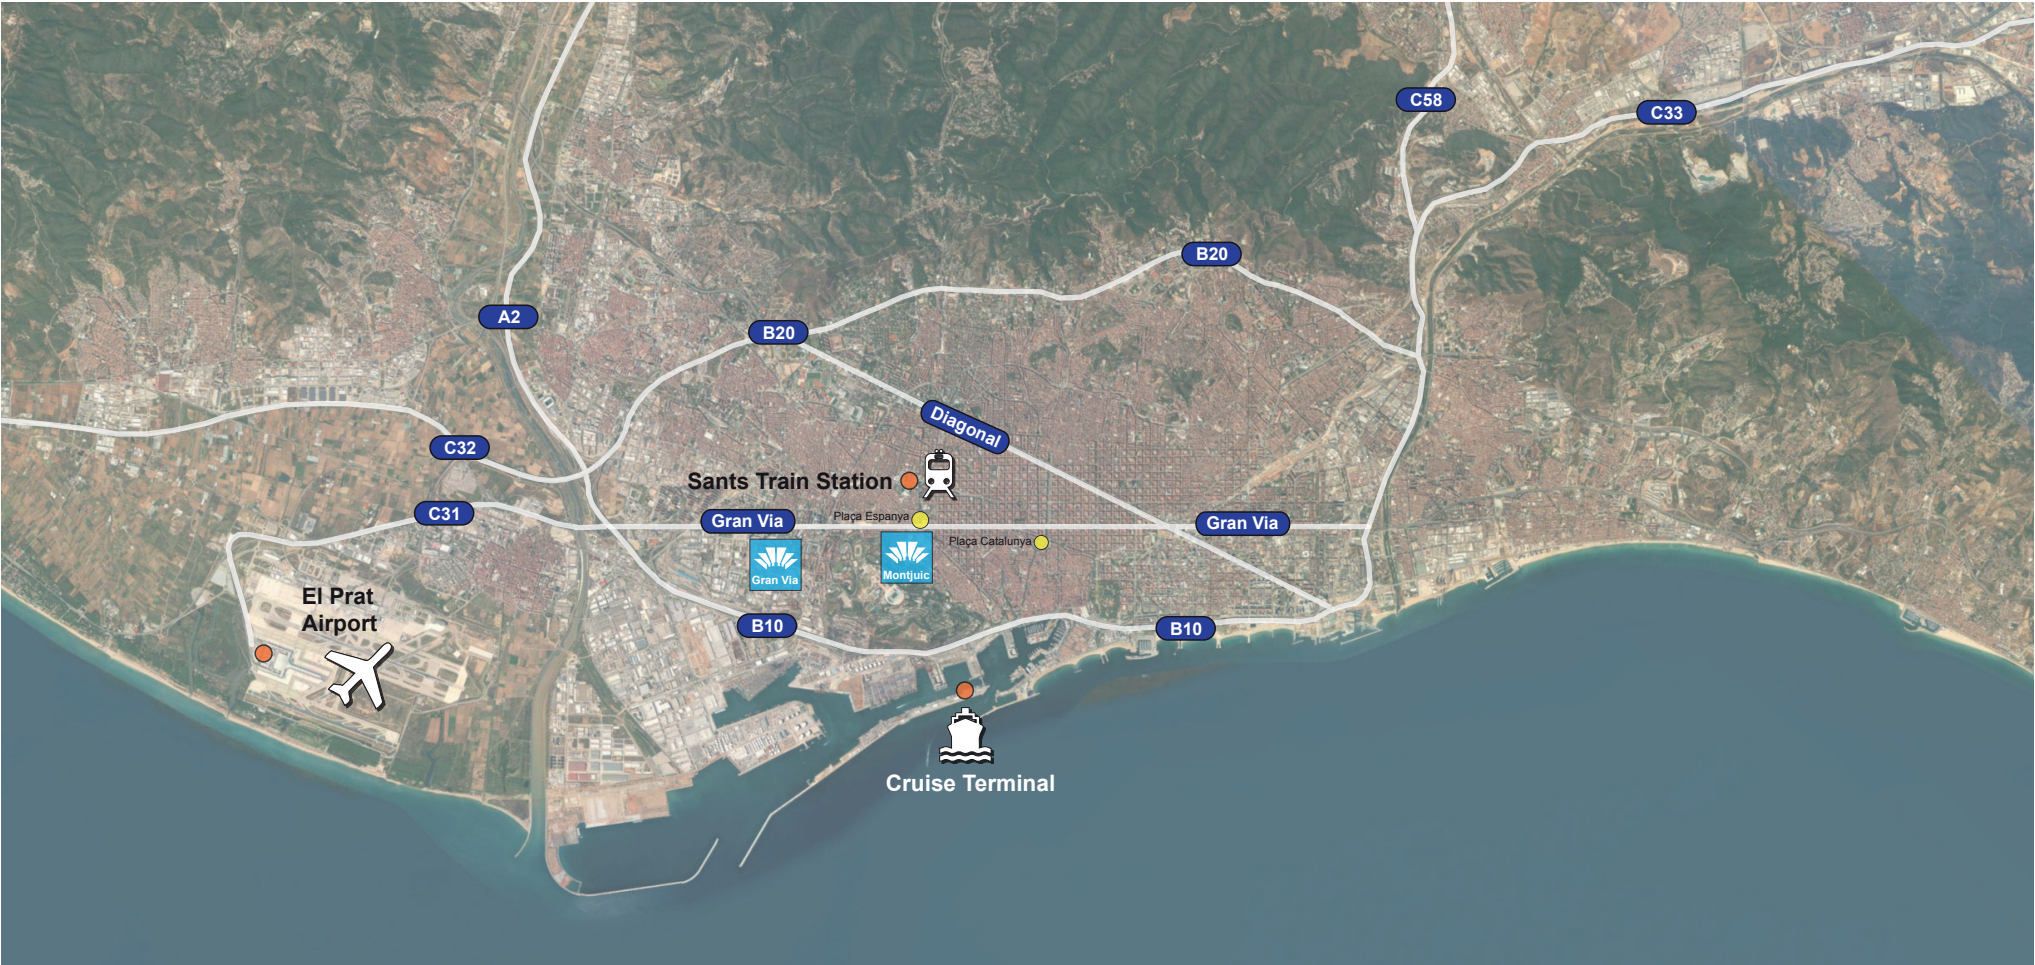 C58
C33
B20
A2
B20
Diagonal
C32
Sants Train Station
C31
Gran Via
Plaça Espanya
Gran Via
Plaça Catalunya
Gran Via
Montjuic
El Prat
Airport
B10
B10
Cruise Terminal